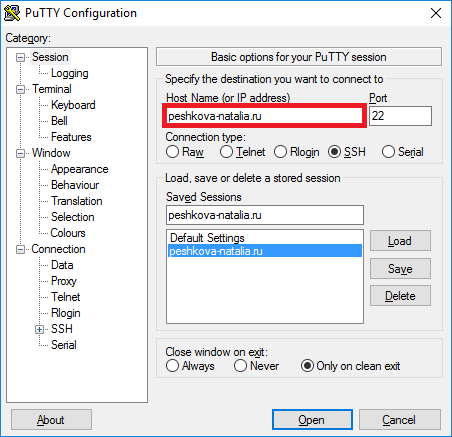 PuTTY Configuration
Category:
Session
Logging
Terminal
Keyboard
Bell
Features
Window
Appearance
Behaviour
Translation
Selection
Colours
Connection
Data
Proxy
Telnet
Rlogin
SSH
Serial
Basic options for your PuTTY session
Specify the destination you want to connect to
Host Name (or IP address) Port
peshkova-natalia.ru 22
Connection type:
Raw Telnet Rlogin SSH Serial
Load, save or delete a stored session
Saved Sessions
peshkova-natalia.ru
Default Settings
peshkova-natalia.ru
Load
Save
Delete
Close window on exit:
Always Never Only on clean exit
About Open Cancel